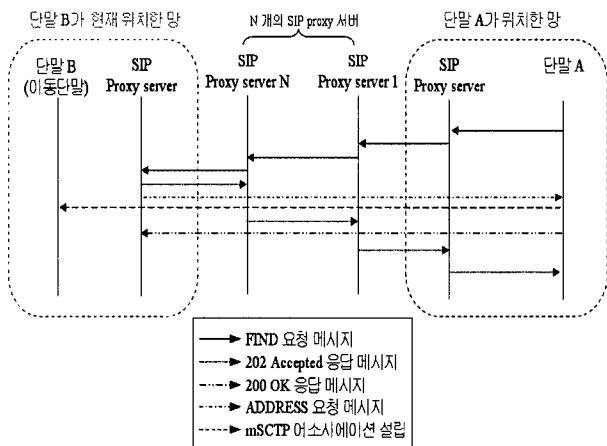 단말 B가 현재 위치한 망
N 개의 SIP proxy 서버
단말 A가 위치한 망
단말 B
(이동단말)
SIP
Proxy server
SIP
Proxy server N
SIP
Proxy server 1
SIP
Proxy server
단말 A
FIND 요청 메시지
202 Accepted 응답 메시지
200 OK 응답 메시지
ADDRESS 요청 메시지
mSCTP 어소시에이션 설립